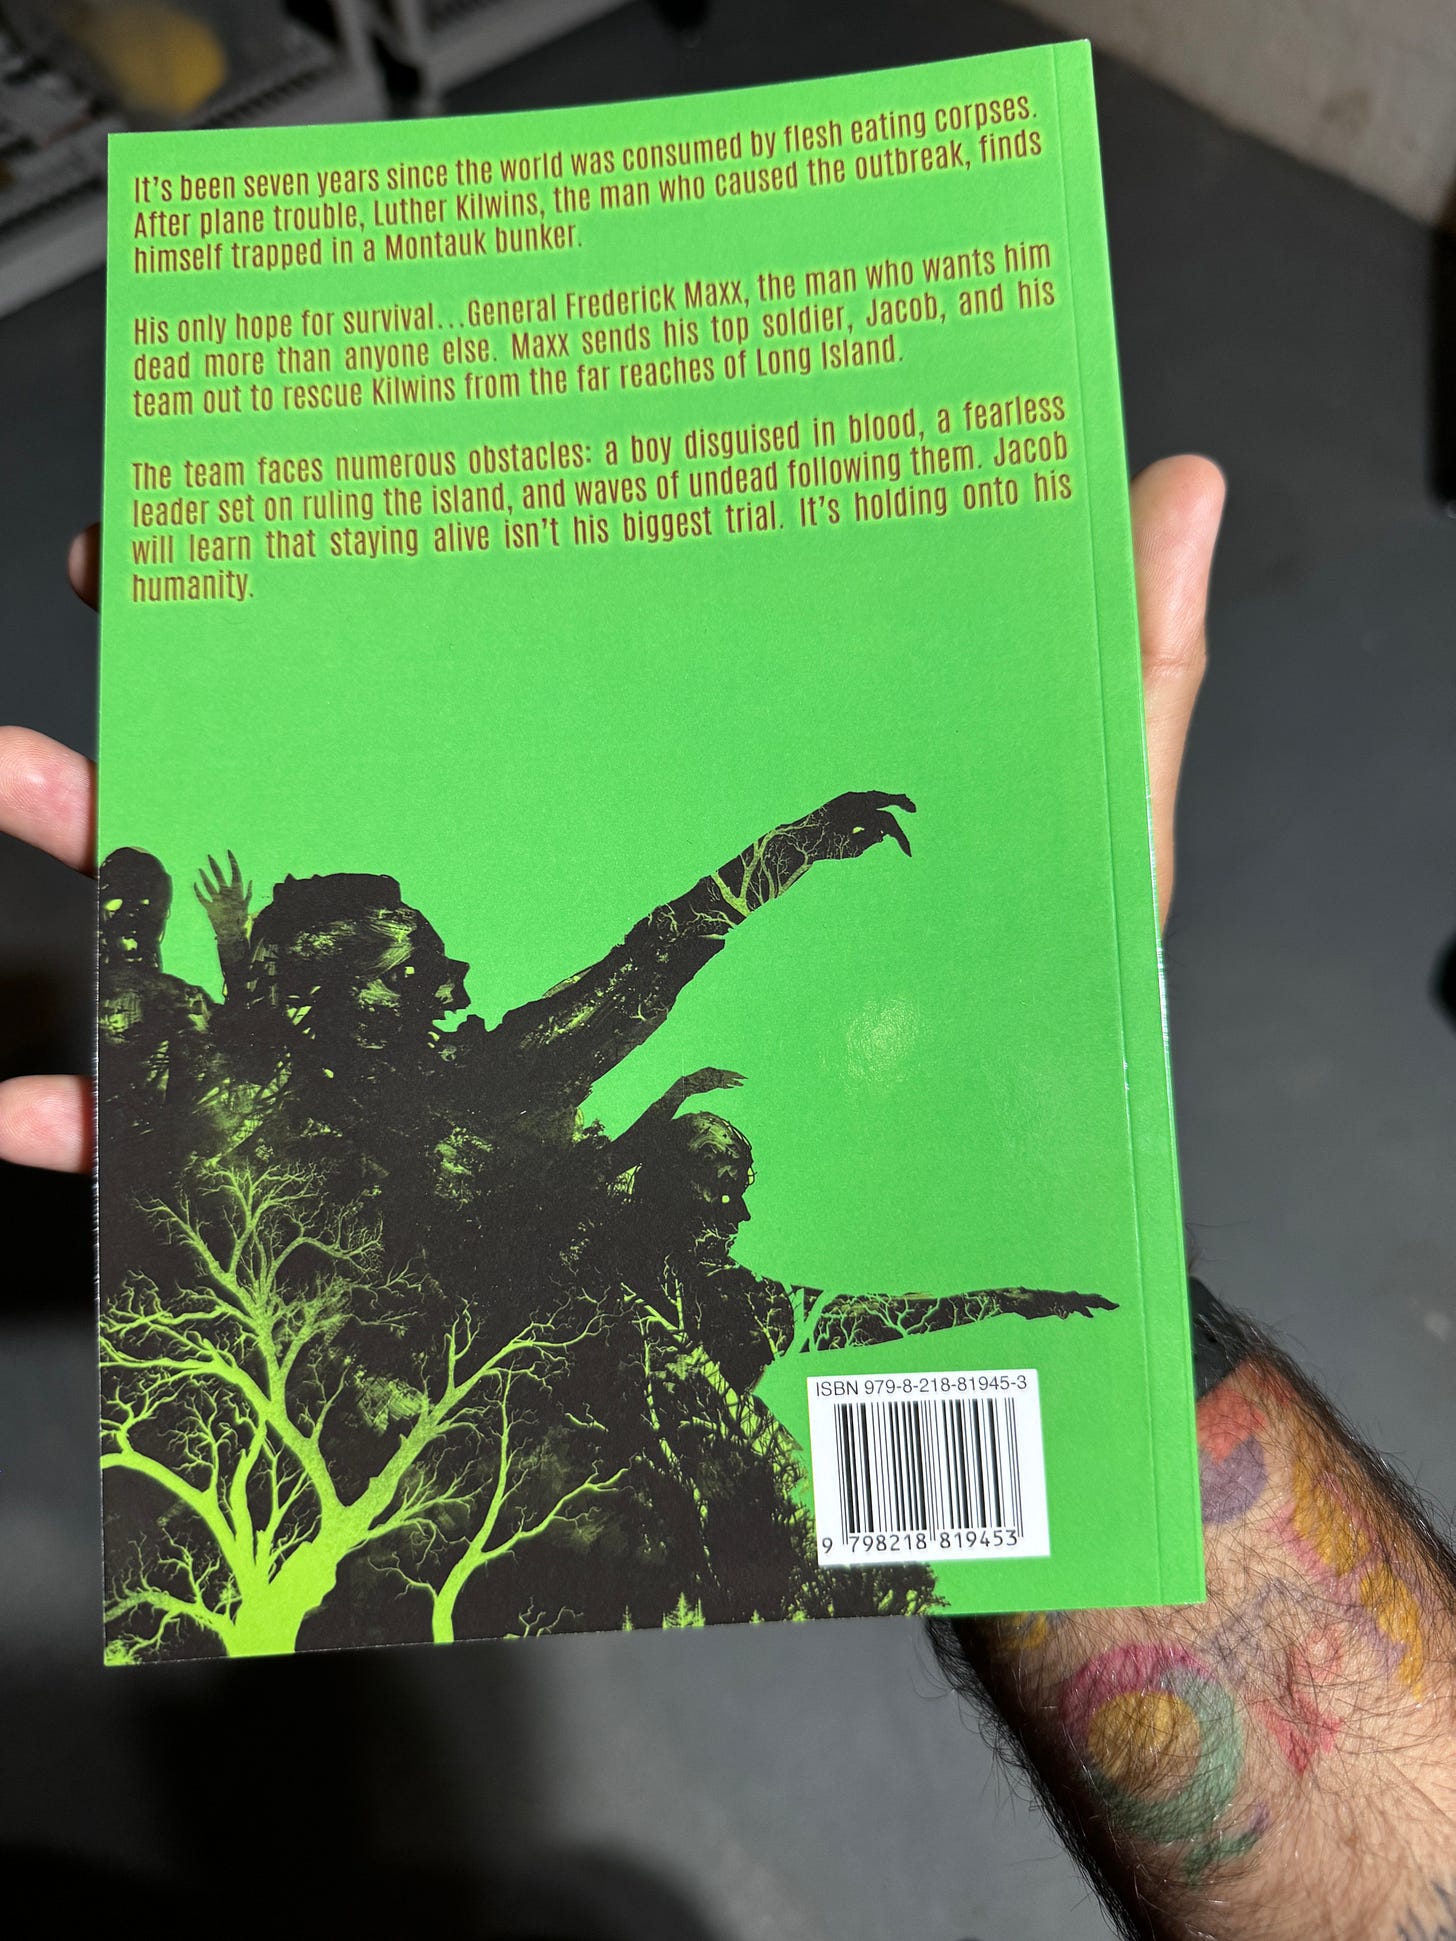 It's been seven years since the world was consumed by flesh eating corpses.
After plane trouble, Luther Kilwins, the man who caused the outbreak, finds
himself trapped in a Montauk bunker.
His only hope for survival...General Frederick Maxx, the man who wants him
dead more than anyone else. Maxx sends his top soldier, Jacob, and his
team out to rescue Kilwins from the far reaches of Long Island.
The team faces numerous obstacles: a boy disguised in blood, a fearless
leader set on ruling the island, and waves of undead following them. Jacob
will learn that staying alive isn't his biggest trial. It's holding onto his
humanity.
ISBN 979-8-218-81945-3
9 798218 819453